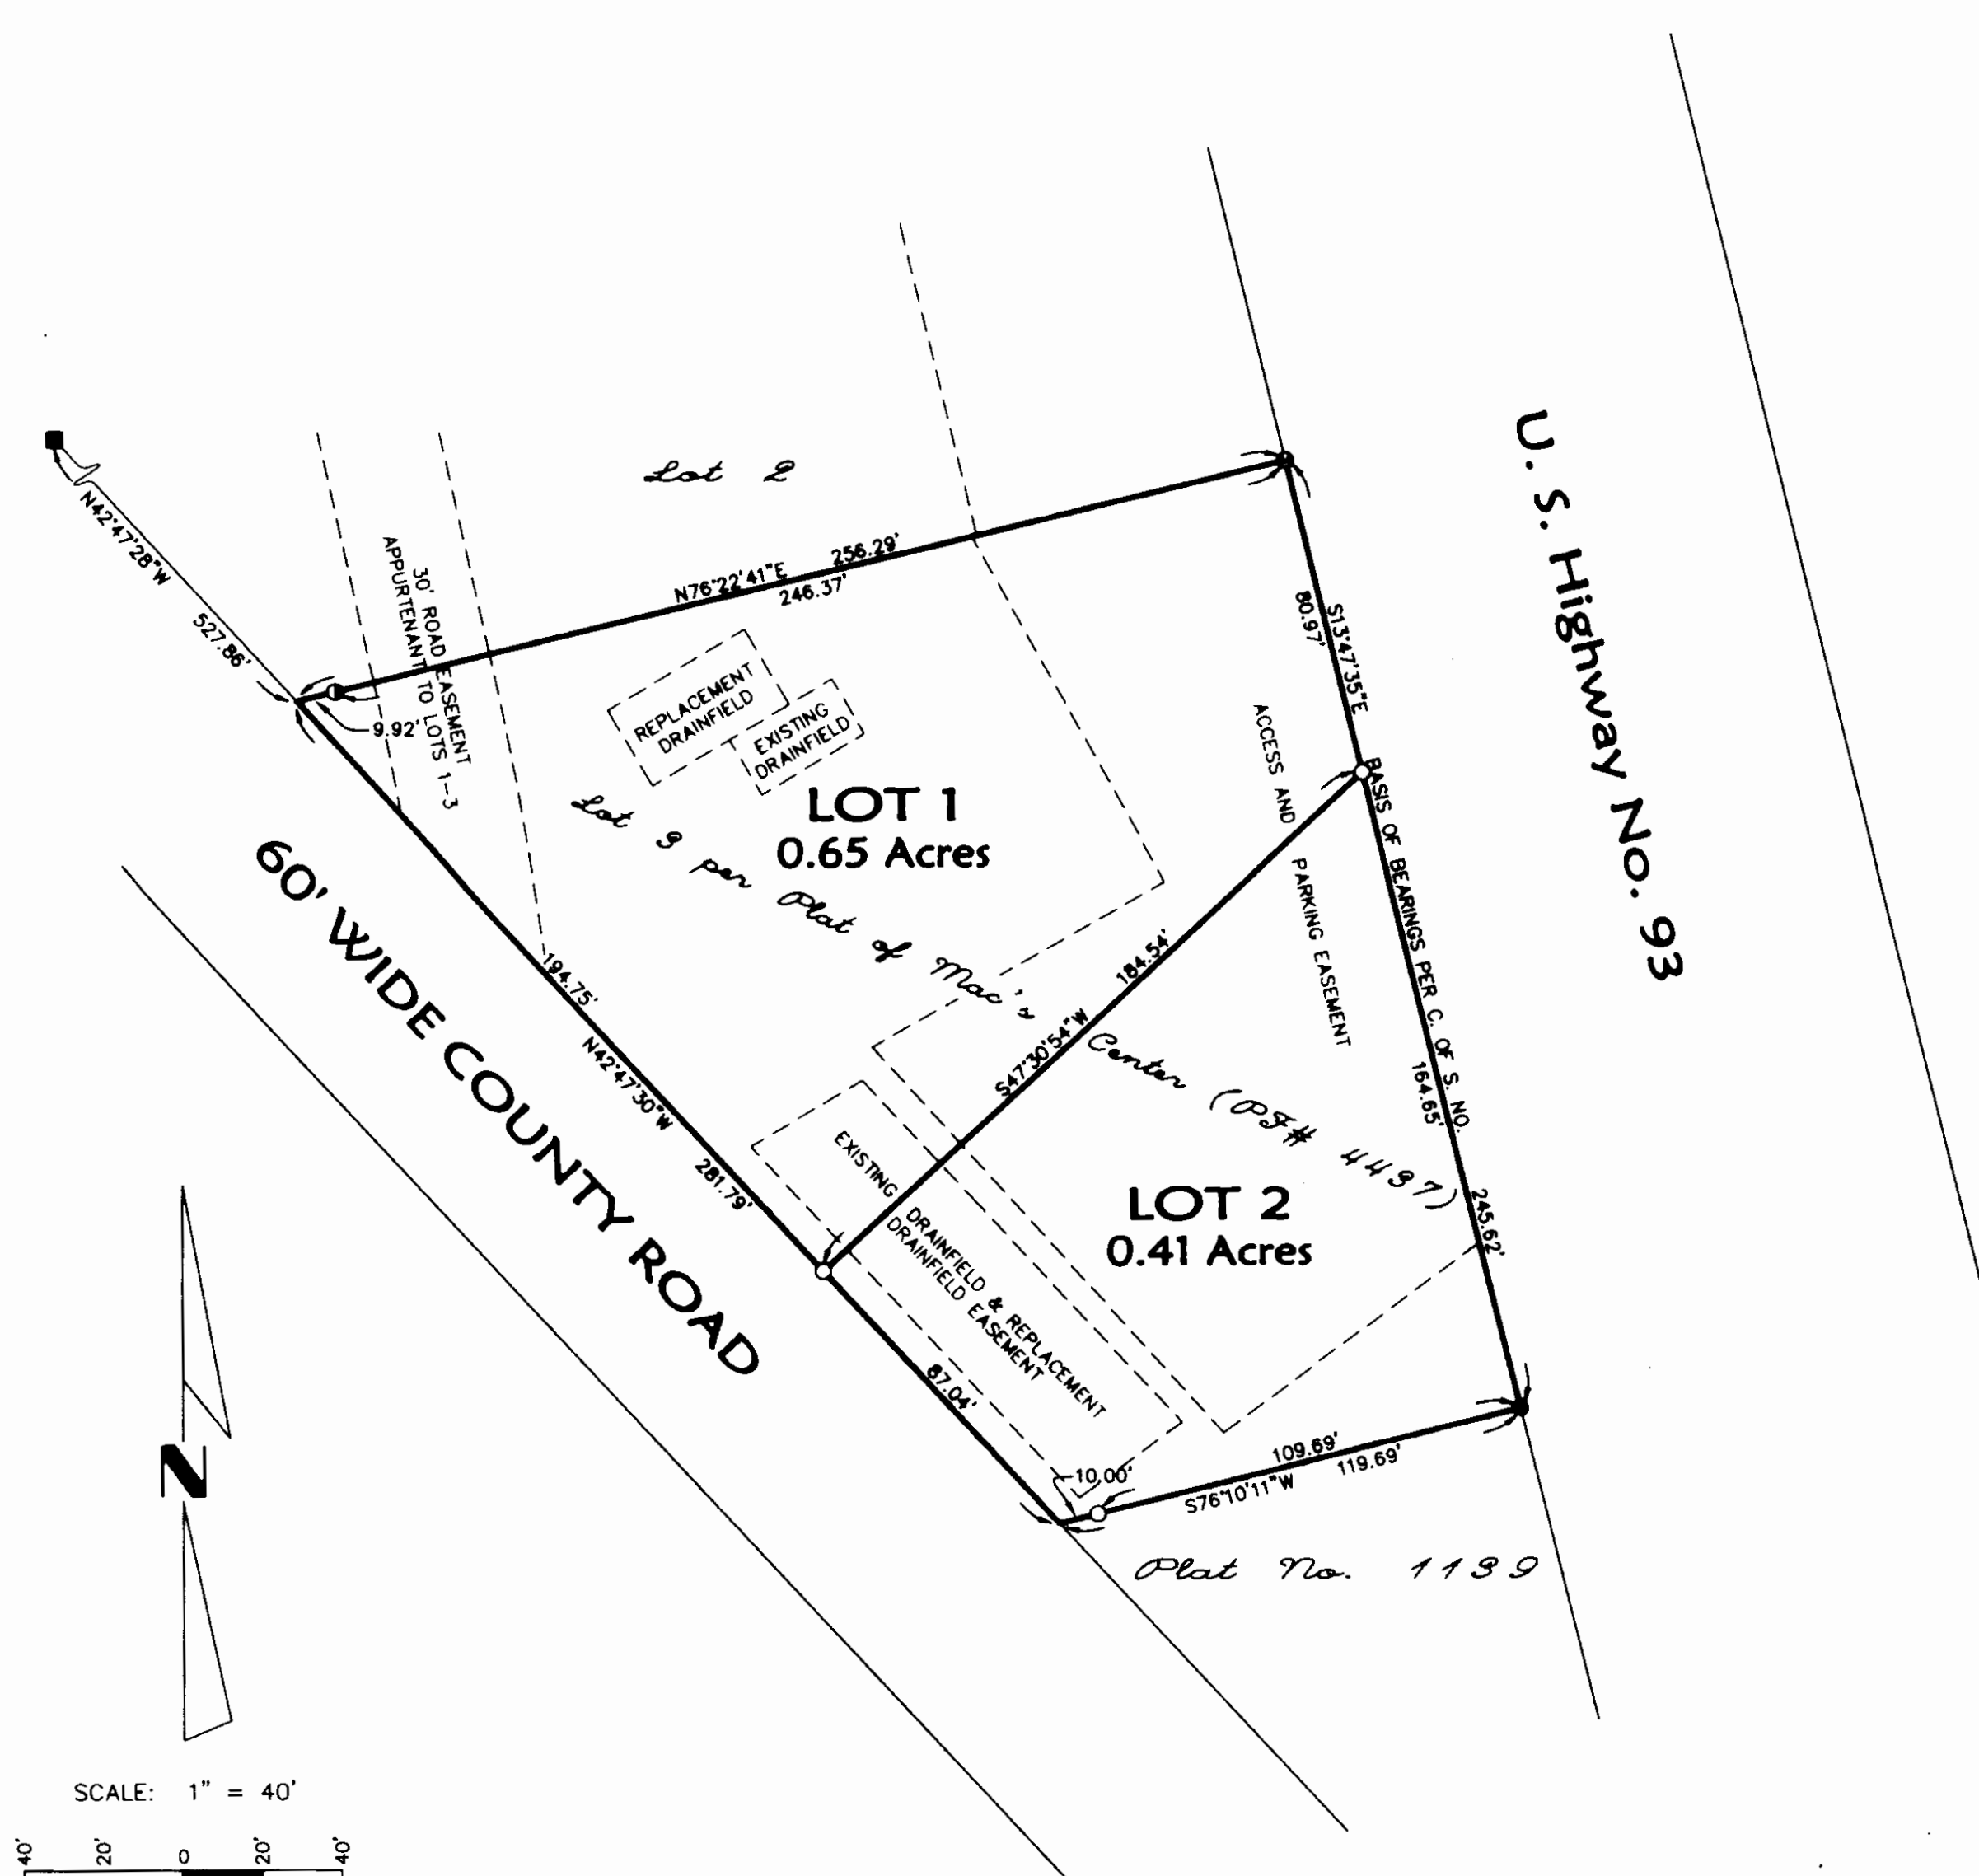 U. S. Highway No. 93
Lot 2
N42°47'28"W
527.86'
30' ROAD EASEMENT
APPURTENANT TO LOTS 1-3
256.29'
N76°22'41"E
246.37'
9.92'
80.97'
S13°47'35"E
REPLACEMENT
DRAINFIELD
EXISTING
DRAINFIELD
ACCESS AND PARKING EASEMENT
BASIS OF BEARINGS PER C. OF S. NO.
LOT 1
0.65 Acres
Lot 3 per Plat of Mac's Center (PF# 4437)
60' WIDE COUNTY ROAD
194.75'
N42°47'30"W
281.79'
184.54'
S47°30'54"W
164.65'
245.62'
EXISTING DRAINFIELD & REPLACEMENT
DRAINFIELD EASEMENT
LOT 2
0.41 Acres
87.04'
10.00'
109.69'
119.69'
S76°10'11"W
Plat No. 1139
N
SCALE: 1" = 40'
40' 20' 0 20' 40'